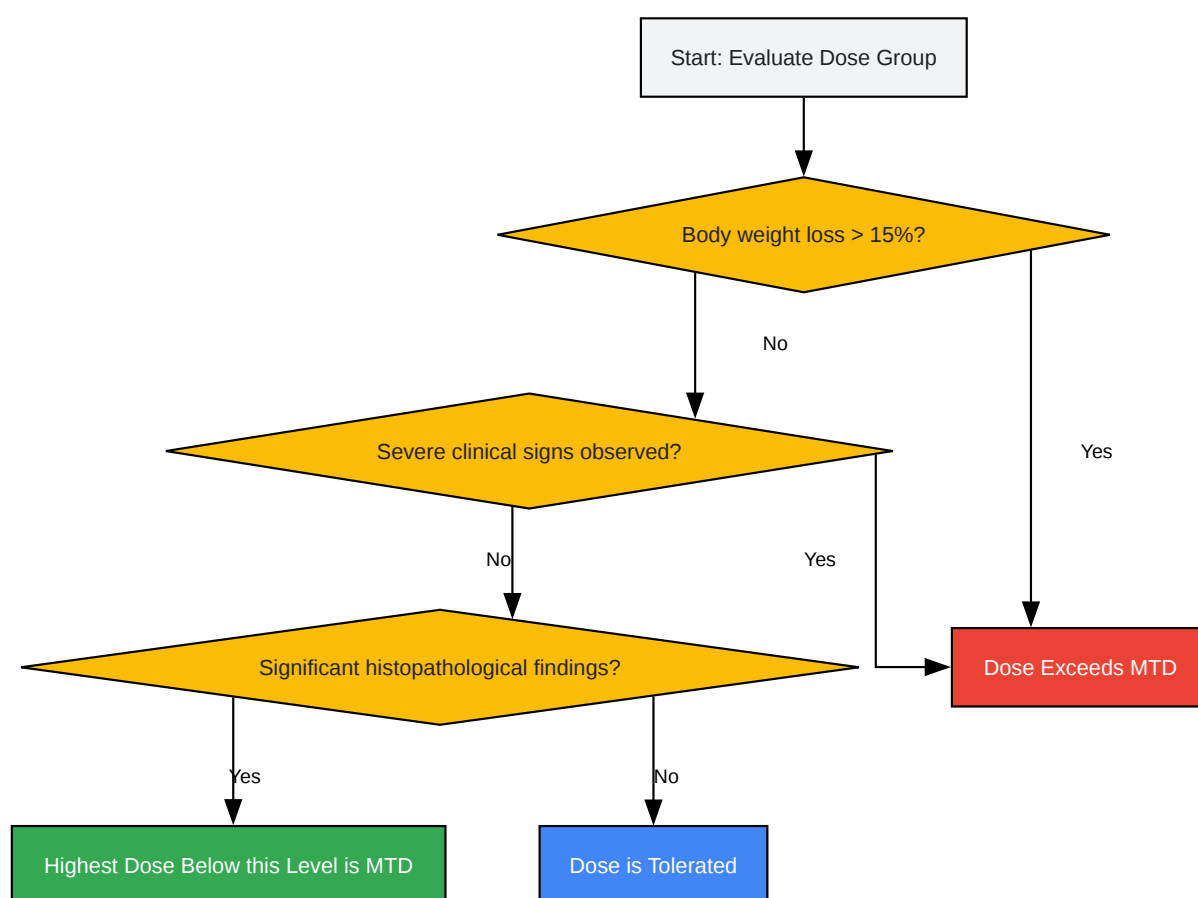 Start: Evaluate Dose Group
Body weight loss > 15%?
No
Severe clinical signs observed?
Yes
No
Yes
Significant histopathological findings?
Dose Exceeds MTD
Yes
No
Highest Dose Below this Level is MTD
Dose is Tolerated